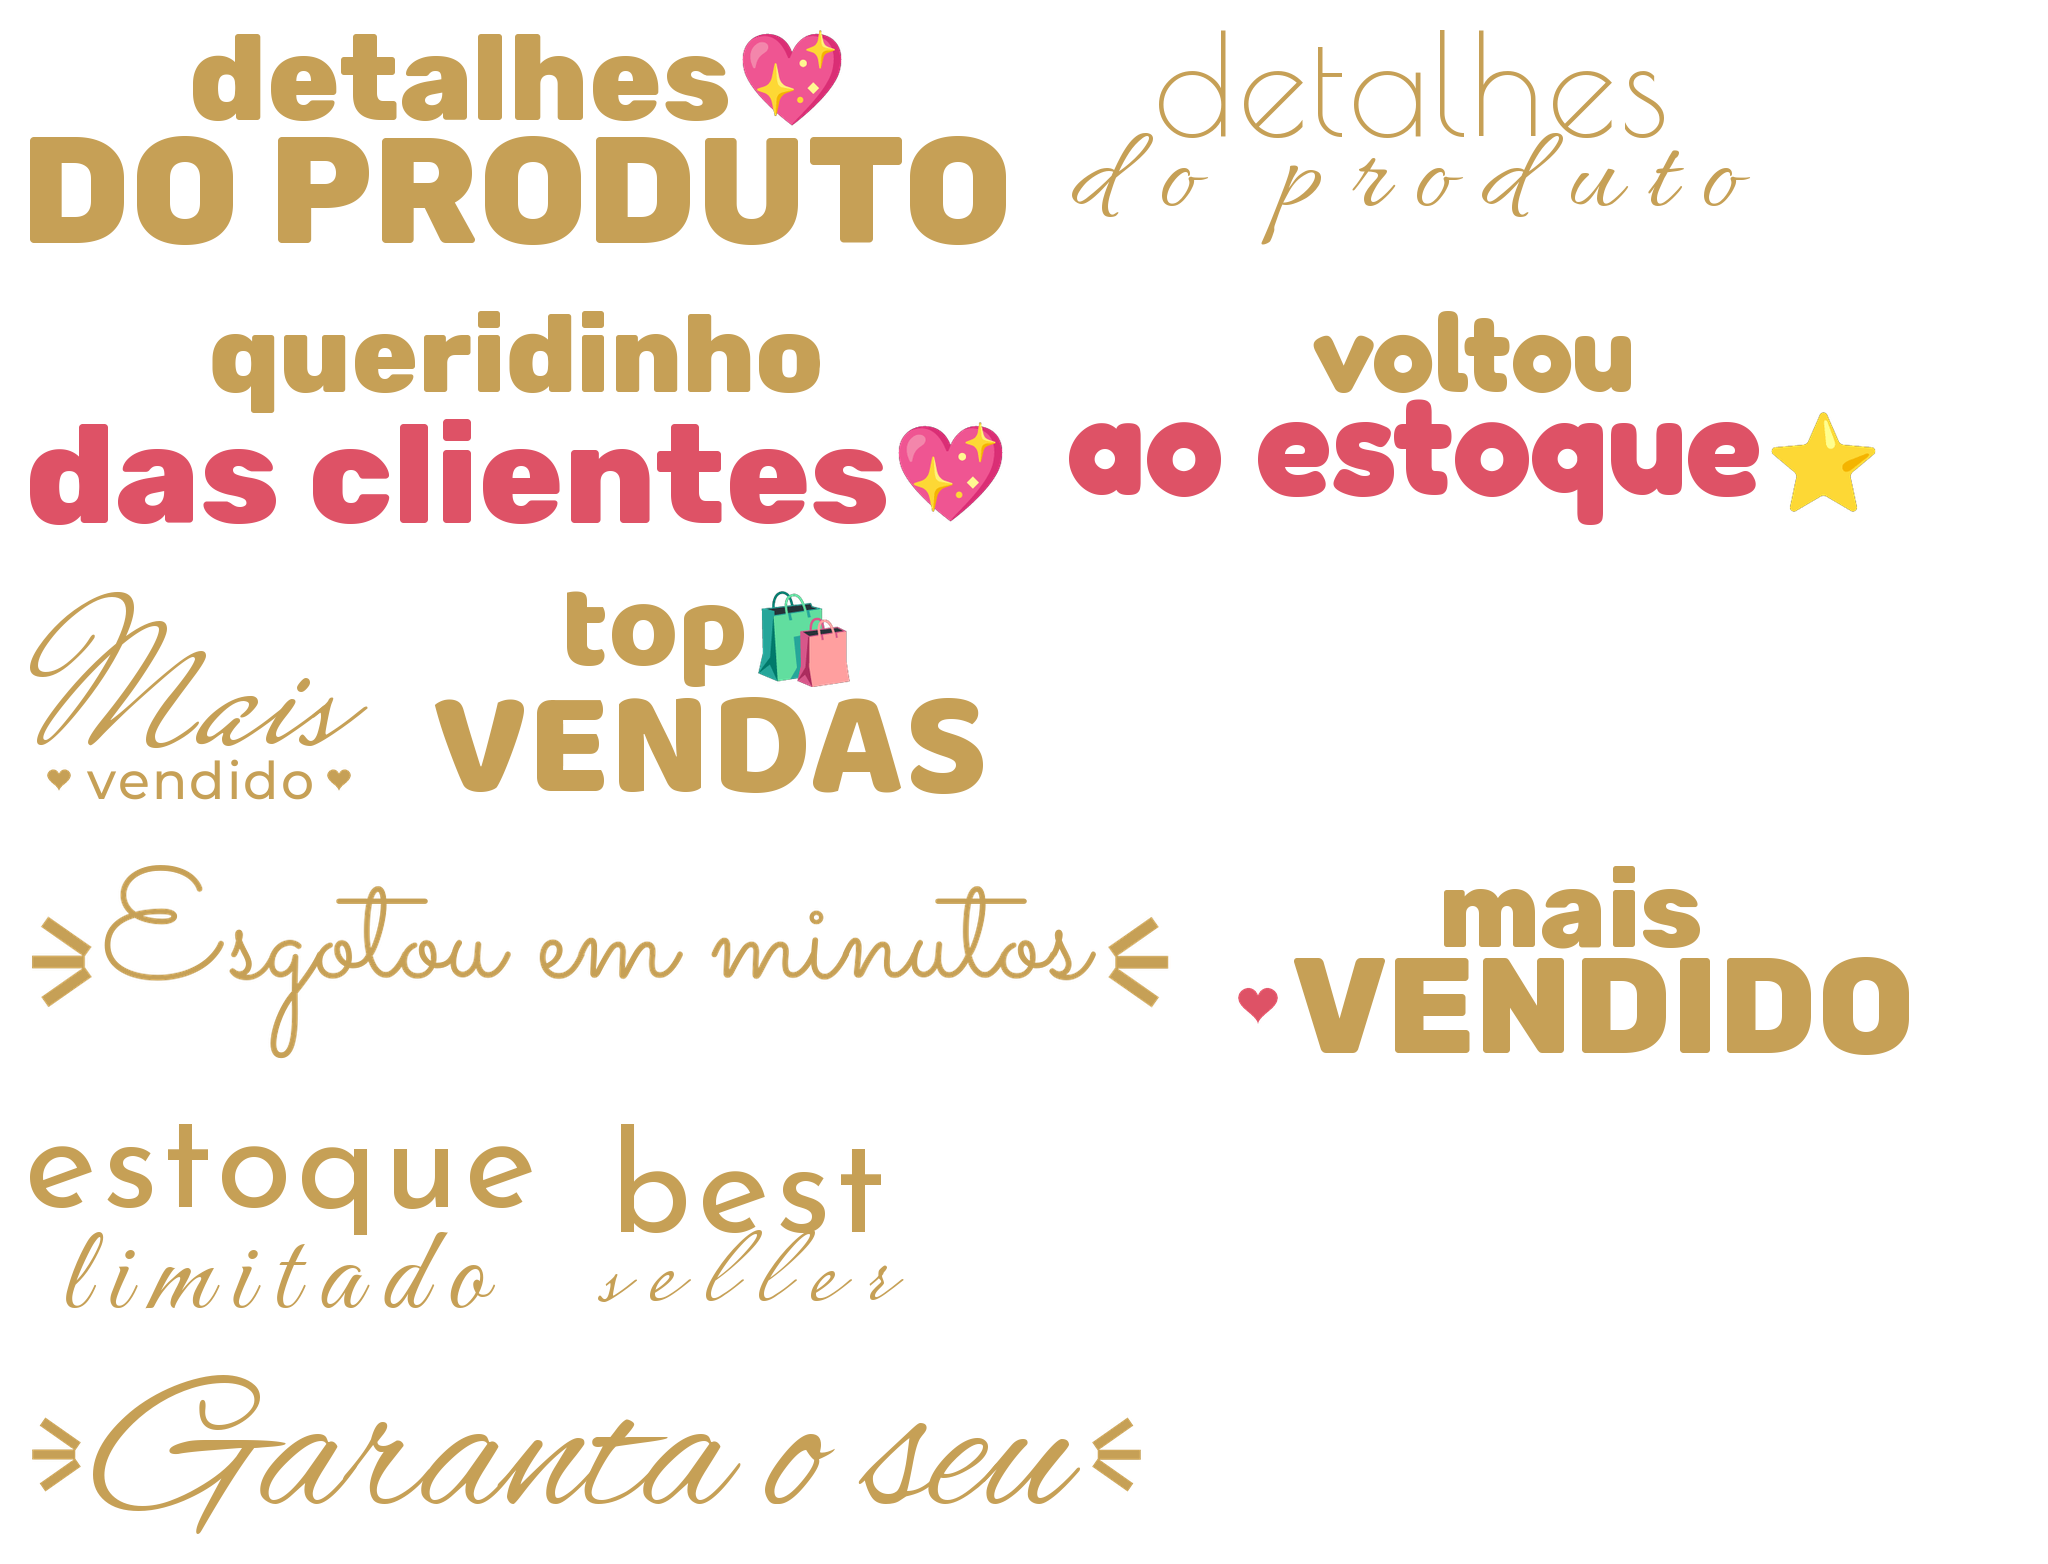 detalhes
DO PRODUTO
detalhes
do produto
queridinho
das clientes
voltou
ao estoque
Mais
vendido
top
VENDAS
Esgotou em minutos
mais
VENDIDO
estoque
limitado
best
seller
Garanta o seu